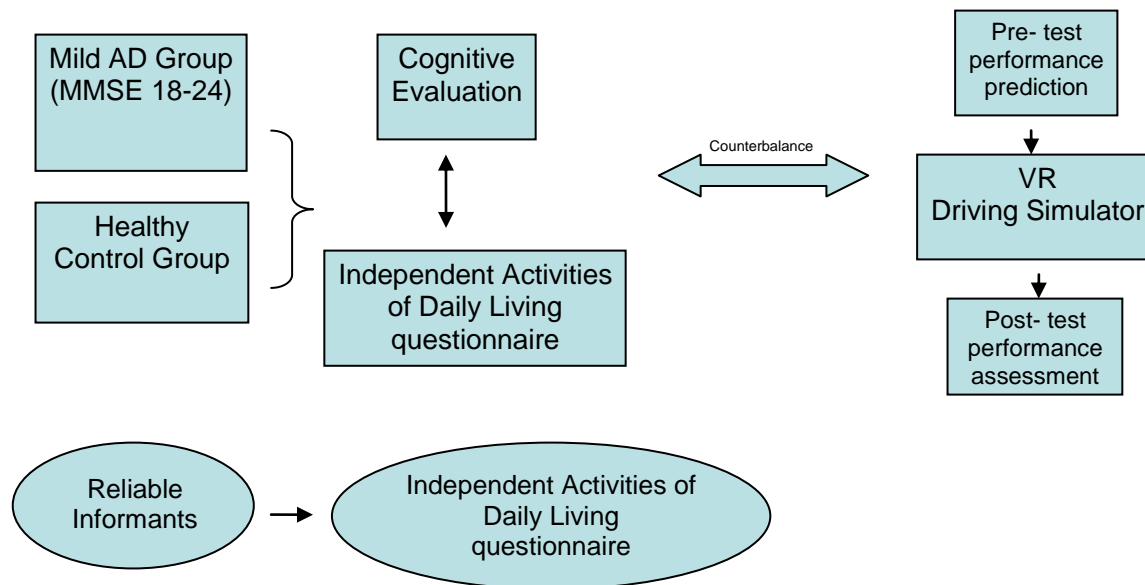 Mild AD Group
(MMSE 18-24)
Healthy
Control Group
Cognitive
Evaluation
Independent Activities
of Daily Living
questionnaire
Counterbalance
Pre- test
performance
prediction
VR
Driving Simulator
Post- test
performance
assessment
Reliable
Informants
Independent Activities of
Daily Living
questionnaire